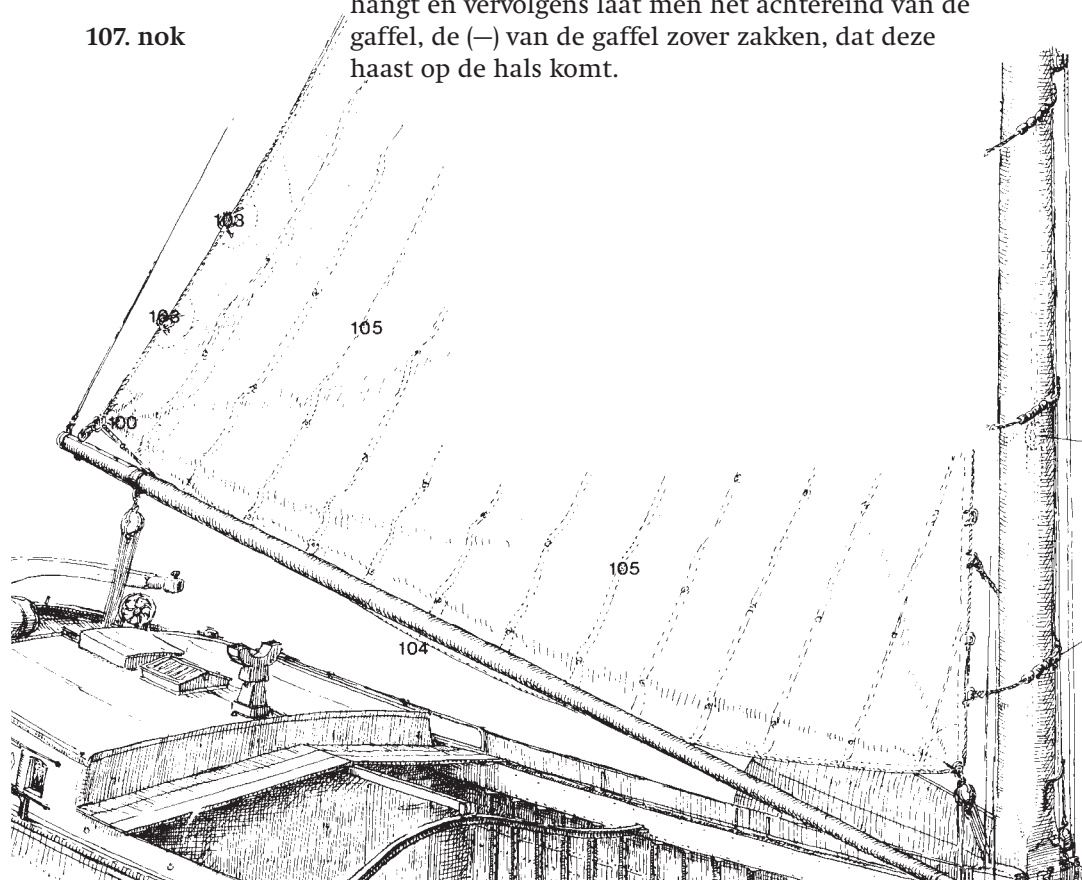 hangt en vervolgens laat men het achtereind van de
107. nok gaffel, de (—) van de gaffel zover zakken, dat deze
haast op de hals komt.
103
103
105
100
105
104